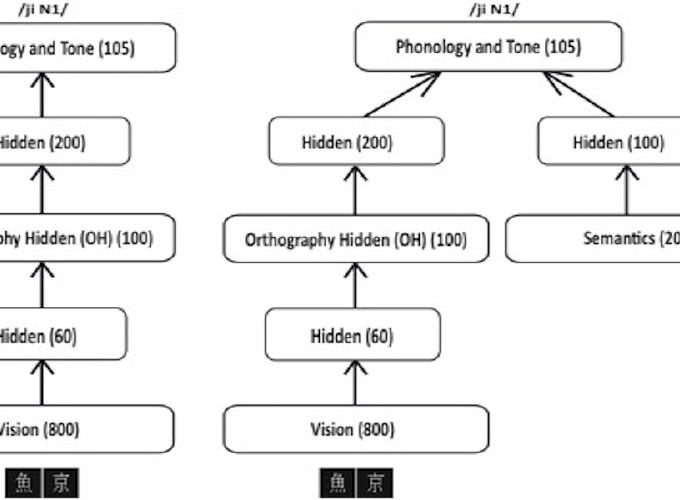 /ji N1/
ogy and Tone (105)
Hidden (200)
phy Hidden (OH) (100)
Hidden (60)
Vision (800)
魚 京
/ji N1/
Phonology and Tone (105)
Hidden (200)
Hidden (100)
Orthography Hidden (OH) (100)
Semantics (20
Hidden (60)
Vision (800)
魚 京